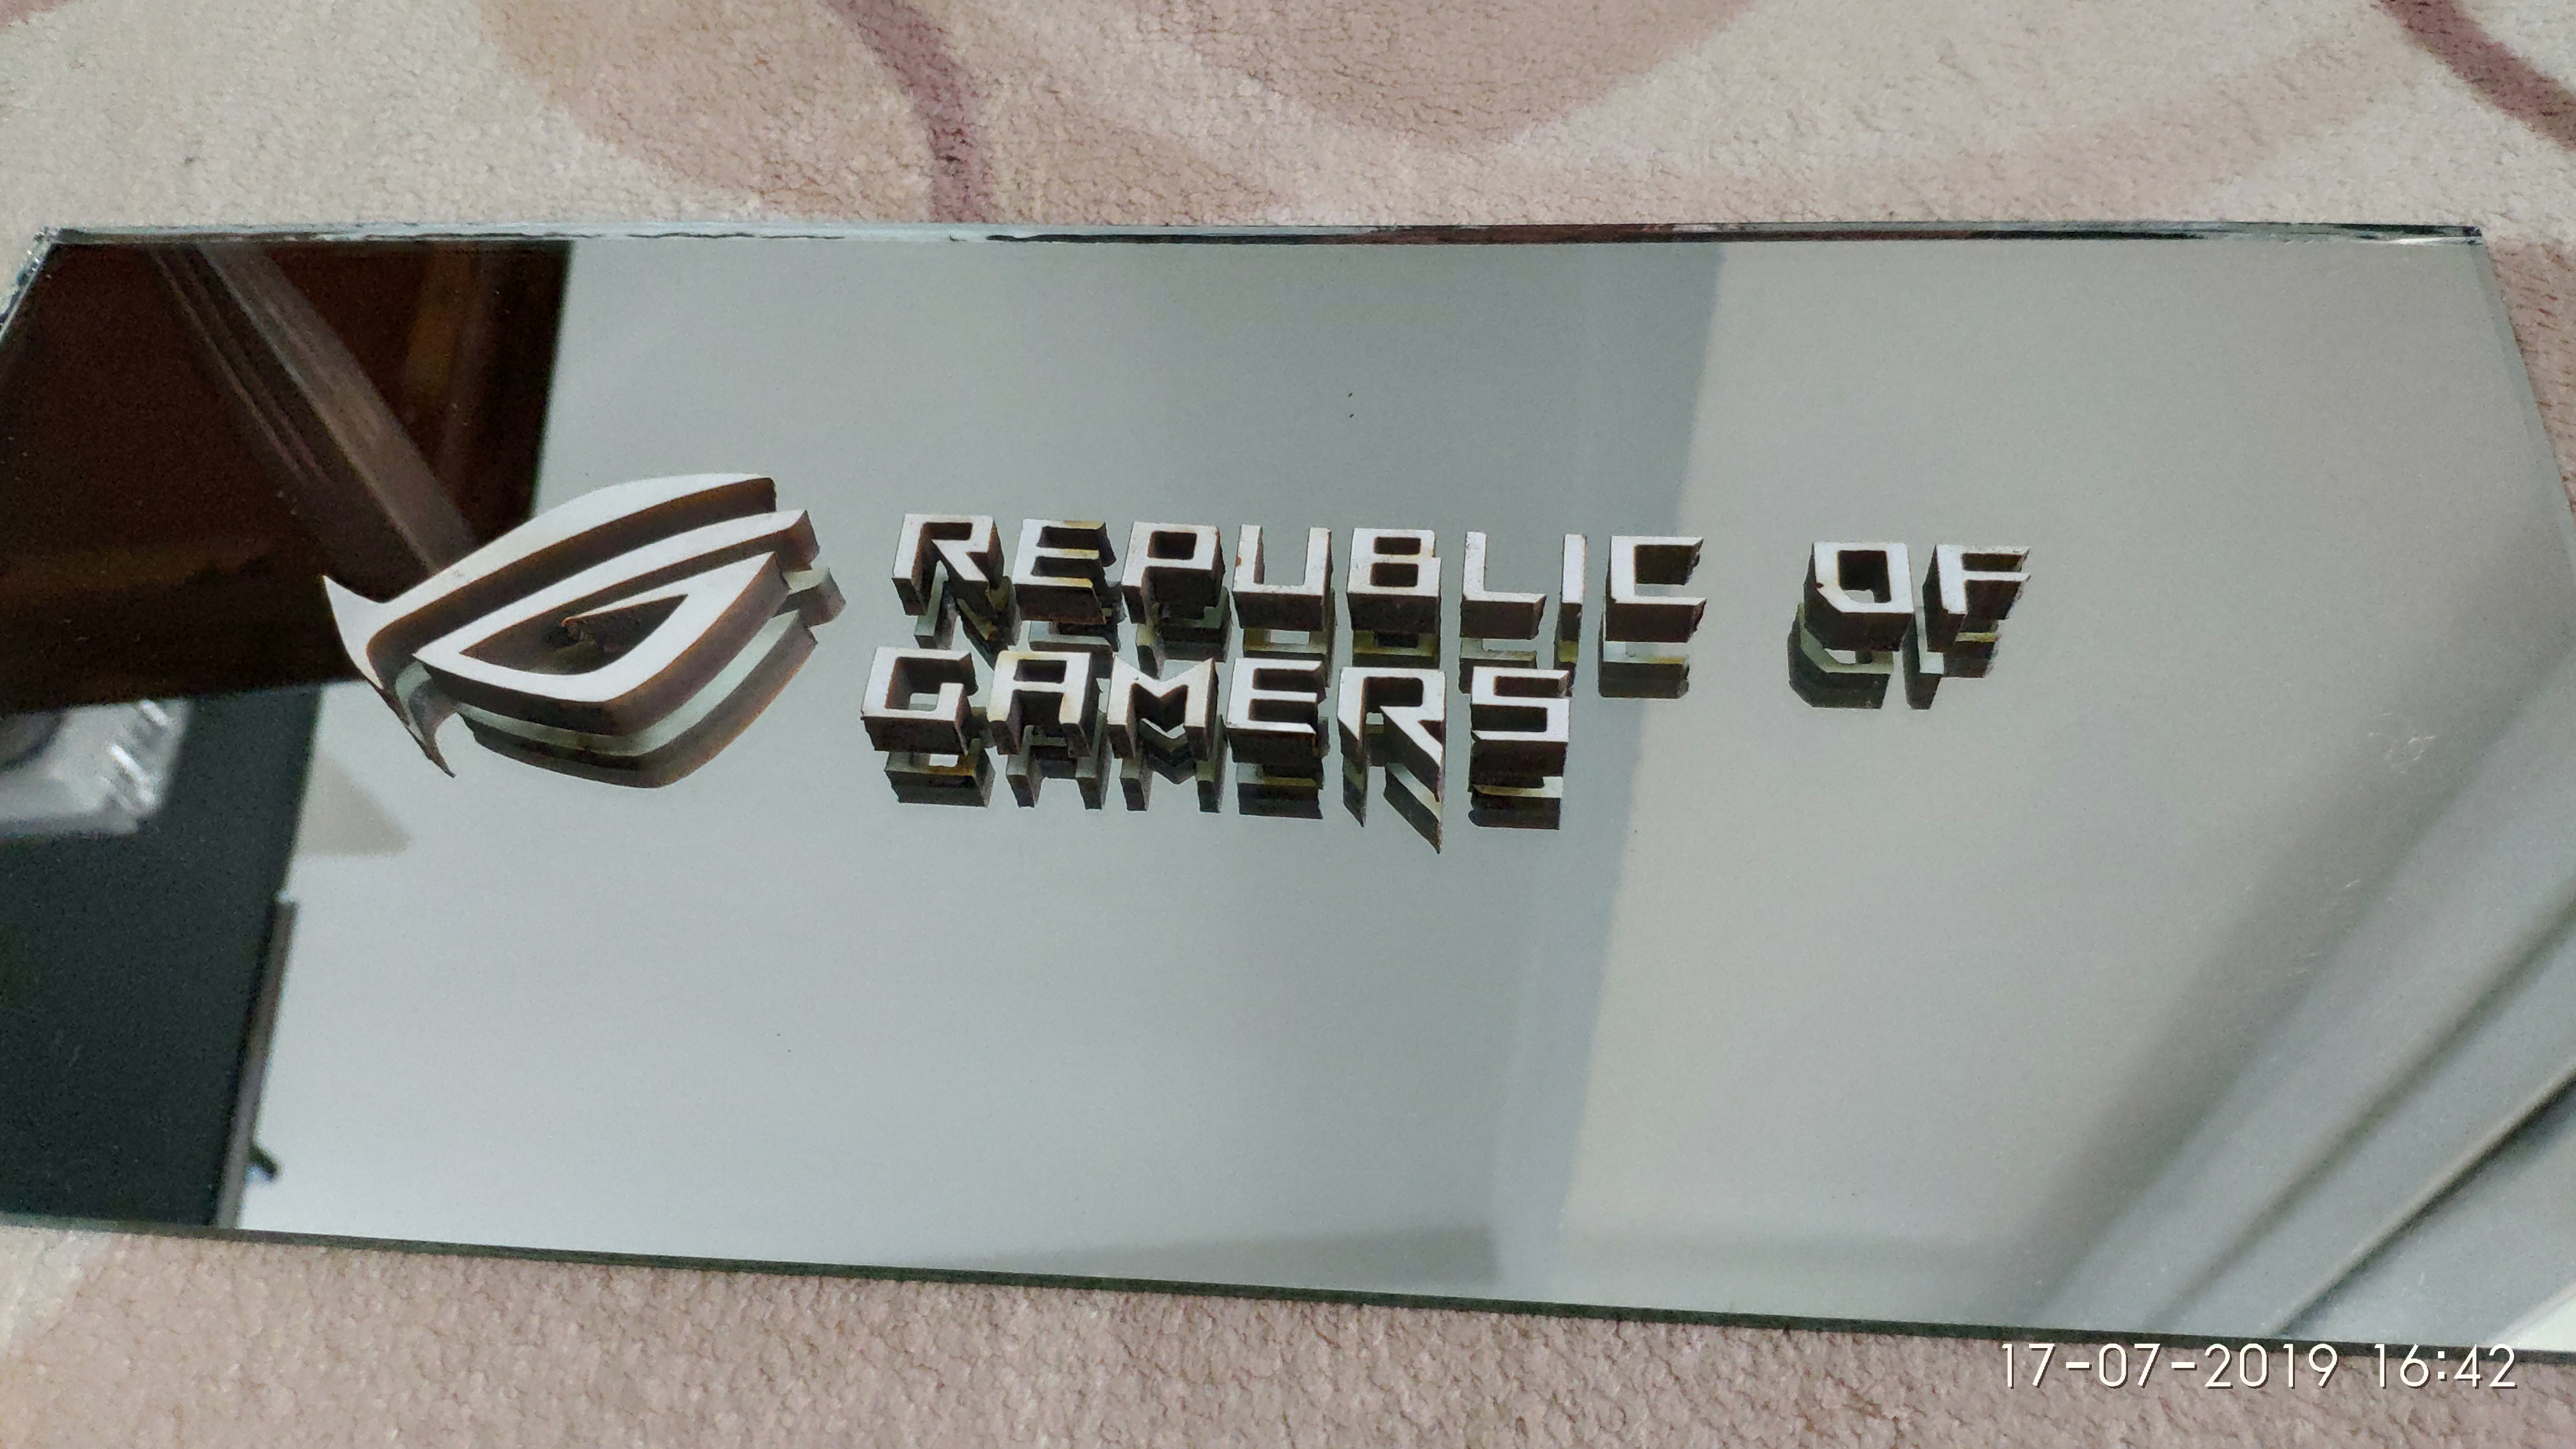 REPUBLIC OF
GAMERS
17-07-2019 16:42